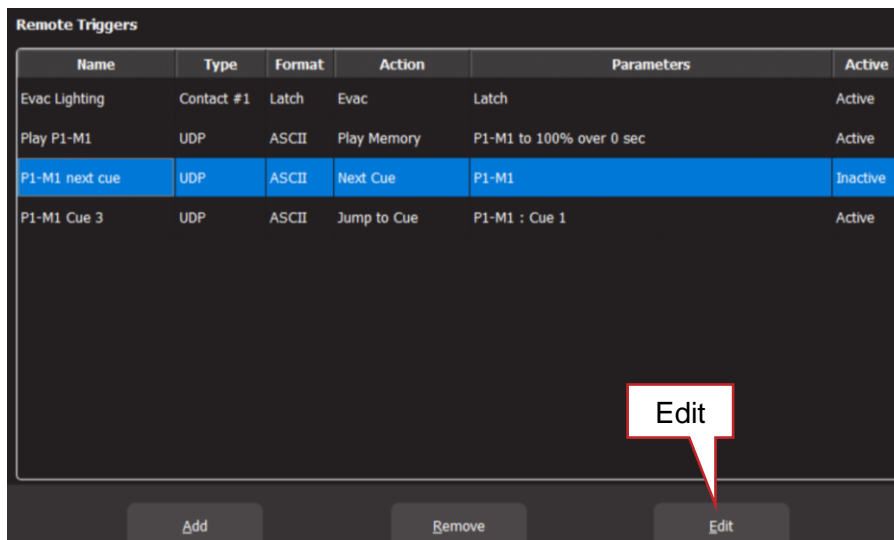 Remote Triggers
Name Type Format Action Parameters Active
Evac Lighting Contact #1 Latch Evac Latch Active
Play P1-M1 UDP ASCII Play Memory P1-M1 to 100% over 0 sec Active
P1-M1 next cue UDP ASCII Next Cue P1-M1 Inactive
P1-M1 Cue 3 UDP ASCII Jump to Cue P1-M1 : Cue 1 Active
Edit
Add Remove Edit